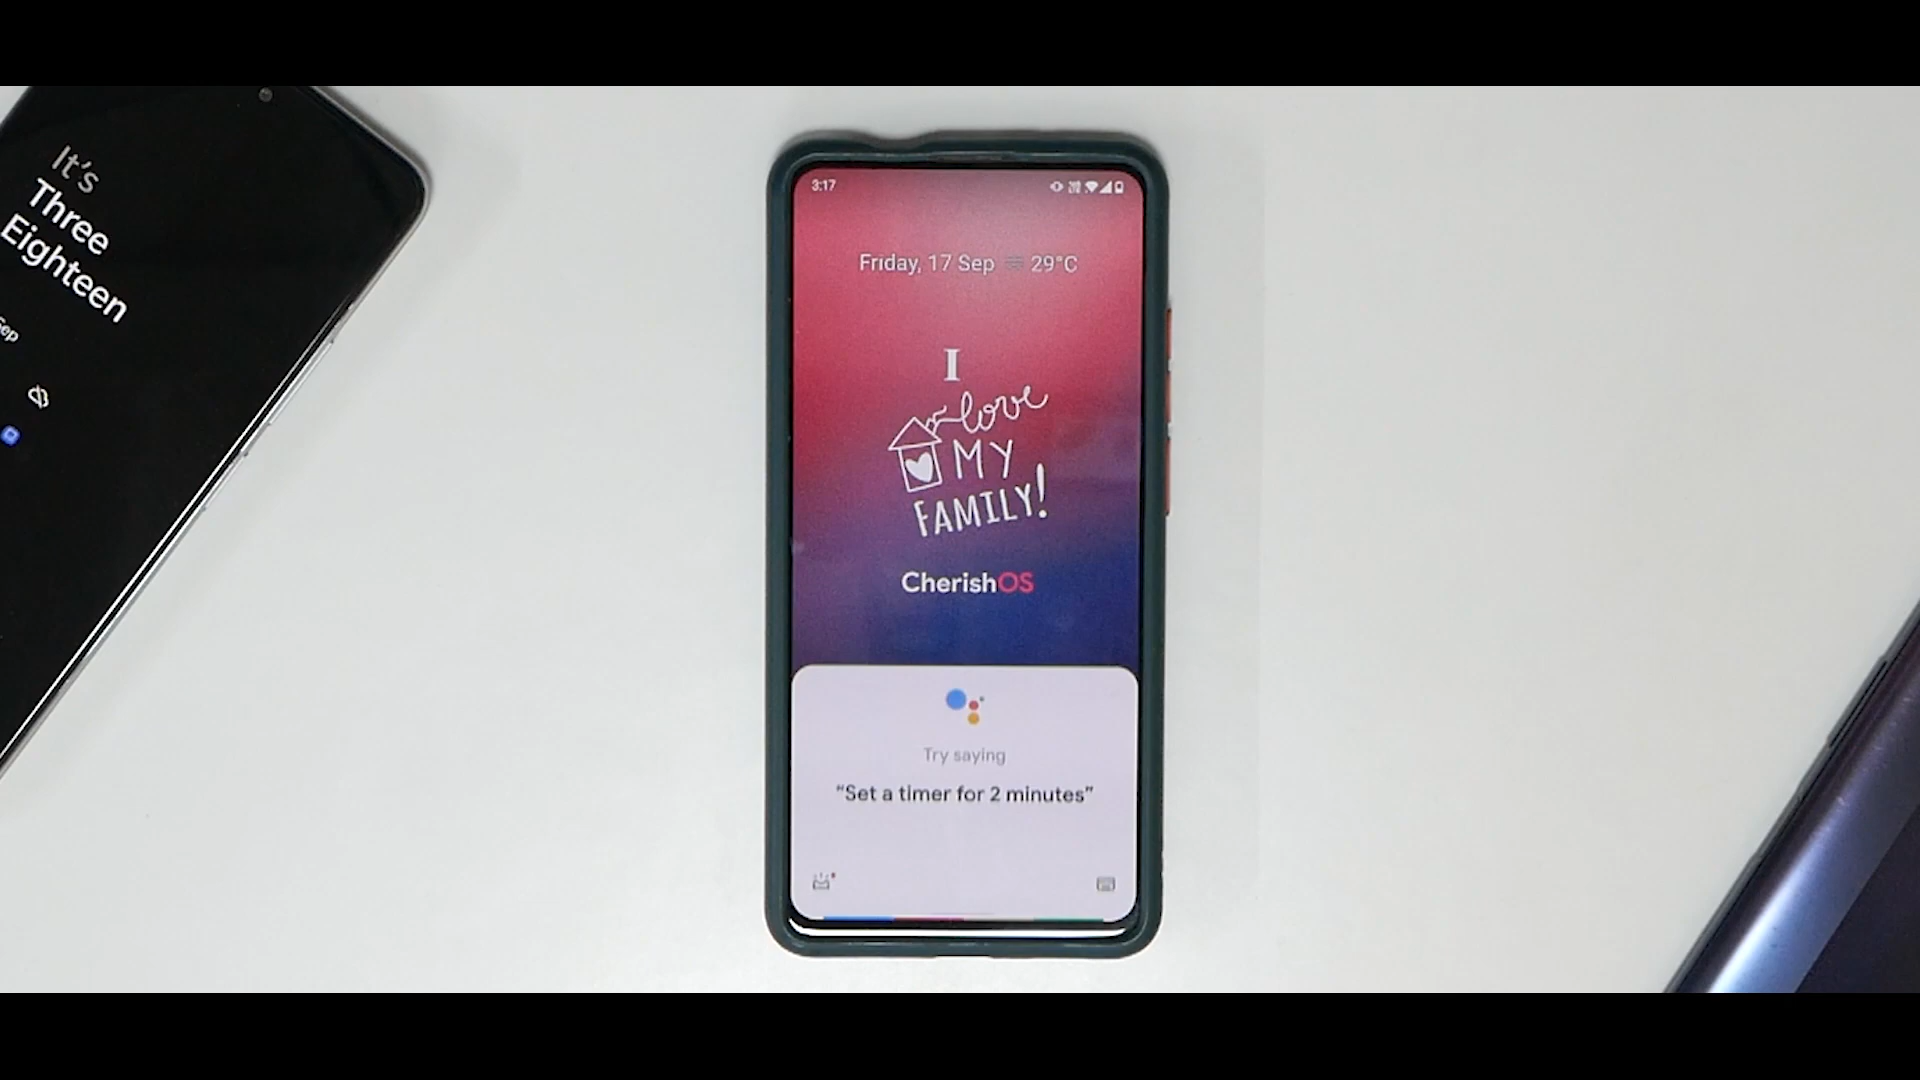 It's
Three
Eighteen
Sep
3:17
Friday, 17 Sep 29°C
I
love
MY
FAMILY!
CherishOS
Try saying
"Set a timer for 2 minutes"